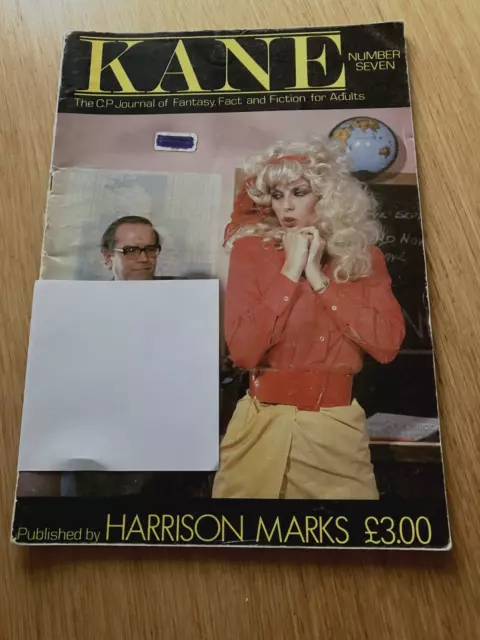 KANE
NUMBER
SEVEN
The C.P. Journal of Fantasy, Fact and Fiction for Adults
Published by HARRISON MARKS £3.00